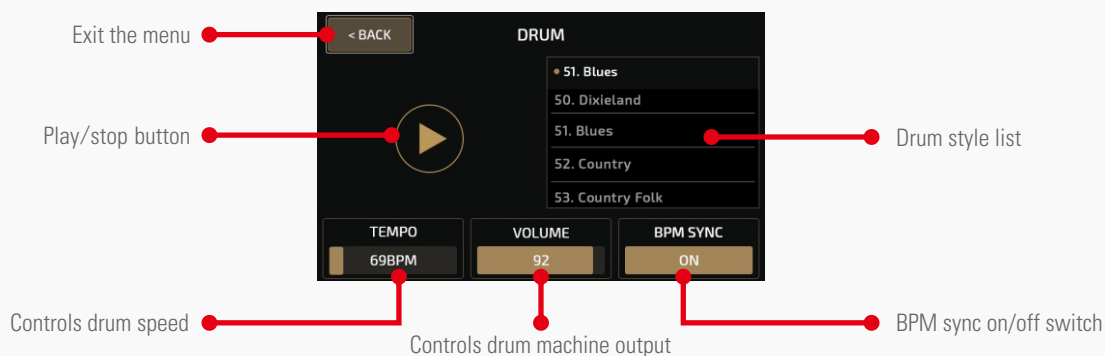 Exit the menu
< BACK
DRUM
51. Blues
50. Dixieland
51. Blues
52. Country
53. Country Folk
Play/stop button
Drum style list
TEMPO
VOLUME
BPM SYNC
69BPM
92
ON
Controls drum speed
BPM sync on/off switch
Controls drum machine output